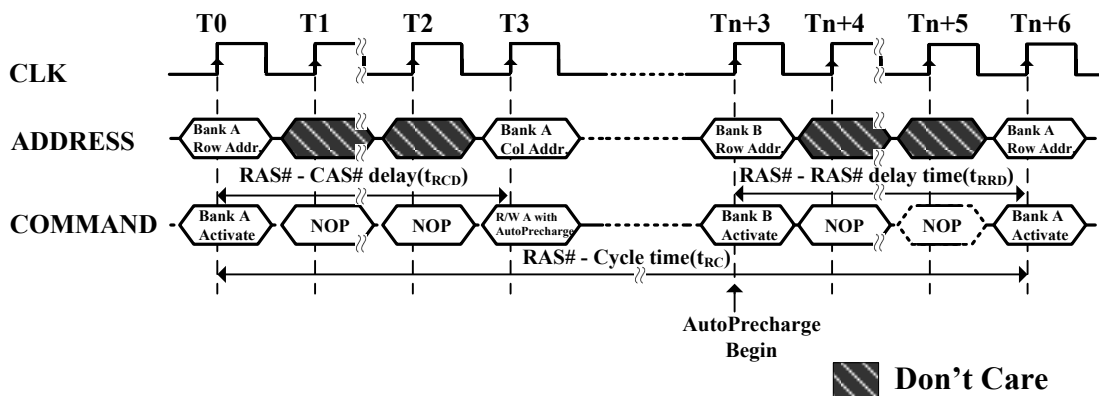 T0 T1 T2 T3 Tn+3 Tn+4 Tn+5 Tn+6
CLK
ADDRESS
Bank A
Row Addr.
Bank A
Col Addr.
Bank B
Row Addr.
Bank A
Row Addr.
RAS# - CAS# delay(tRCD)
RAS# - RAS# delay time(tRRD)
COMMAND
Bank A
Activate
NOP
NOP
R/W A with
AutoPrecharge
Bank B
Activate
NOP
NOP
Bank A
Activate
RAS# - Cycle time(tRC)
AutoPrecharge
Begin
Don't Care